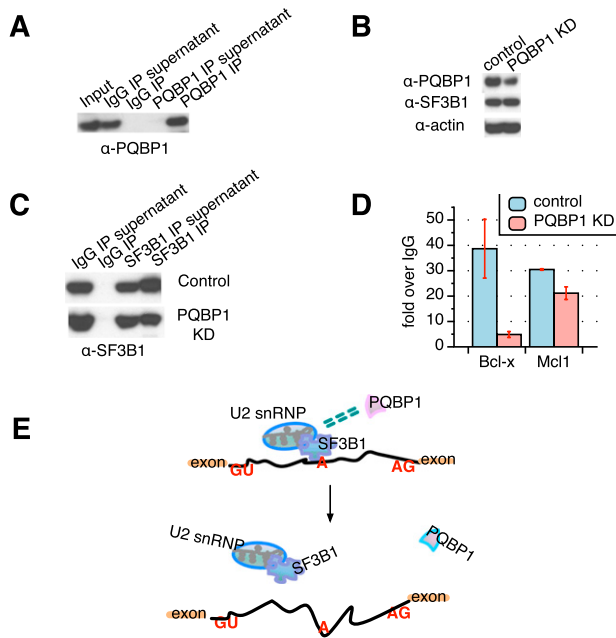 A
Input
IgG IP supernatant
IgG IP
PQBP1 IP supernatant
PQBP1 IP
α-PQBP1
B
control
PQBP1 KD
α-PQBP1
α-SF3B1
α-actin
C
IgG IP supernatant
IgG IP
SF3B1 IP supernatant
SF3B1 IP
Control
PQBP1
KD
α-SF3B1
D
control
PQBP1 KD
fold over IgG
50
40
30
20
10
0
Bcl-x
Mcl1
E
U2 snRNP
PQBP1
SF3B1
exon
GU
A
AG
exon
U2 snRNP
SF3B1
PQBP1
exon
GU
A
AG
exon